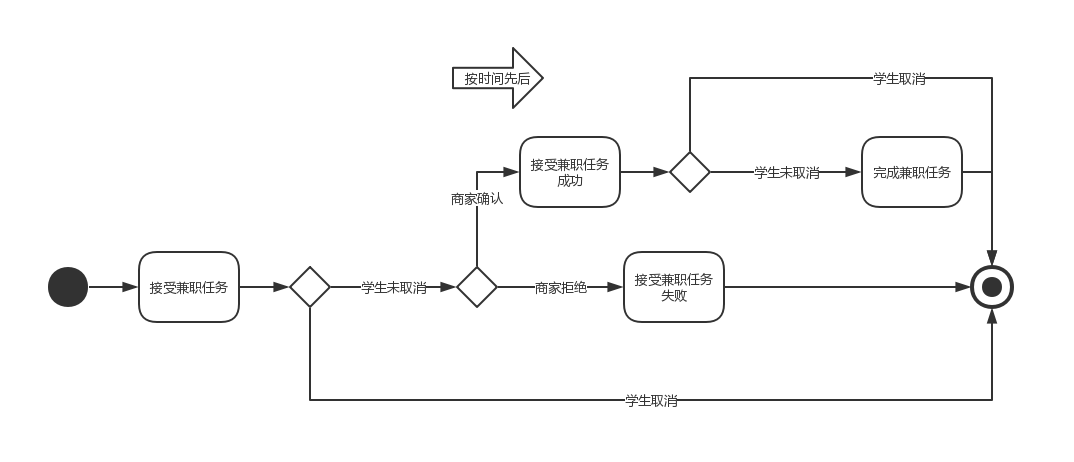 按时间先后
学生取消
接受兼职任务
成功
学生未取消
完成兼职任务
商家确认
接受兼职任务
学生未取消
商家拒绝
接受兼职任务
失败
学生取消